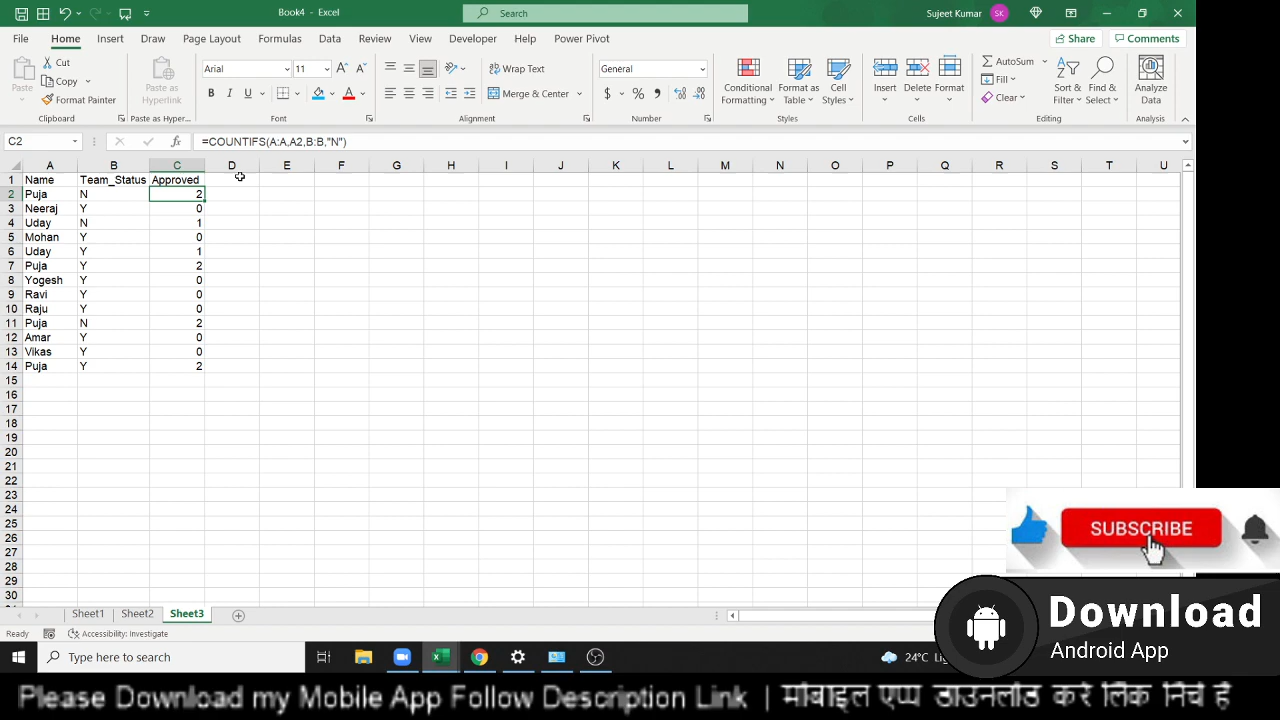 Book4 - Excel
Search
Sujeet Kumar SK
File Home Insert Draw Page Layout Formulas Data Review View Developer Help Power Pivot
Share Comments
Paste
Cut
Copy
Format Painter
Clipboard
Paste as Hyperlink
Paste as Hyper...
Arial 11
B I U
Font
Wrap Text
Merge & Center
Alignment
General
$ % ,
Number
Conditional Formatting
Format as Table
Cell Styles
Styles
Insert Delete Format
Cells
AutoSum
Fill
Clear
Sort & Filter
Find & Select
Editing
Analyze Data
Analysis
C2 fx =COUNTIFS(A:A,A2,B:B,"N")
A B C D E F G H I J K L M N O P Q R S T U
1 Name Team_Status Approved
2 Puja N 2
3 Neeraj Y 0
4 Uday N 1
5 Mohan Y 0
6 Uday Y 1
7 Puja Y 2
8 Yogesh Y 0
9 Ravi Y 0
10 Raju Y 0
11 Puja N 2
12 Amar Y 0
13 Vikas Y 0
14 Puja Y 2
15
16
17
18
19
20
21
22
23
24
25
26
27
28
29
30
SUBSCRIBE
Download
Android App
Sheet1 Sheet2 Sheet3
Ready Accessibility: Investigate
Type here to search
24°C
Please Download my Mobile App Follow Description Link | मोबाइल एप्प डाउनलोड करे लिंक निचे है